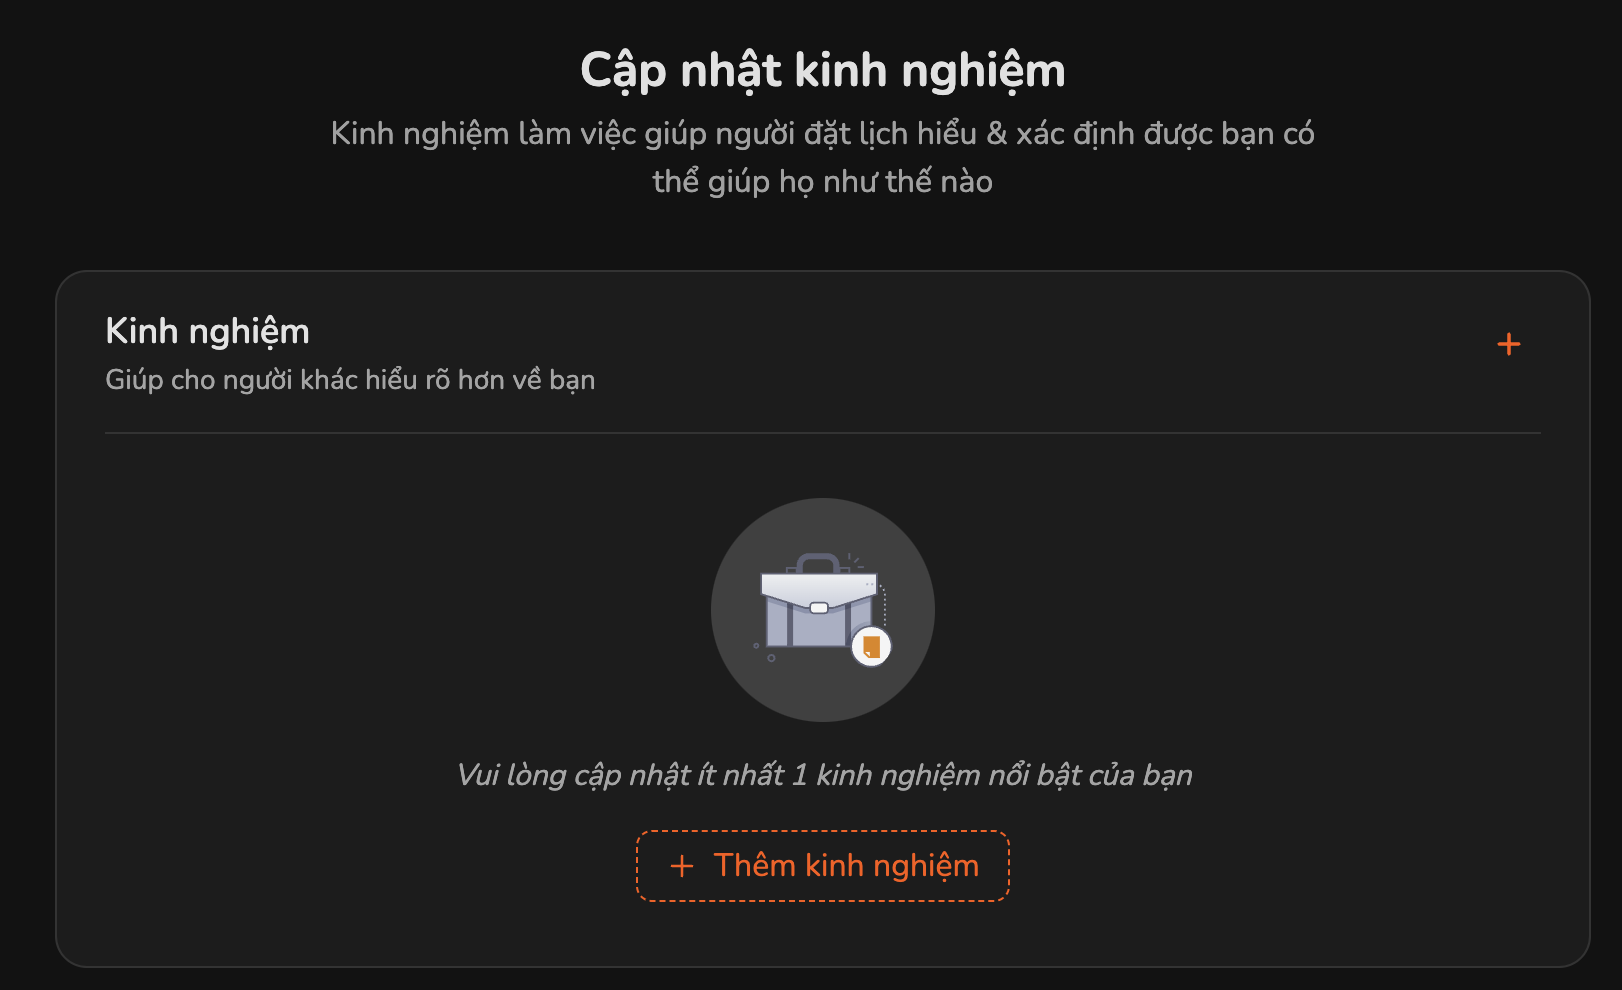 Cập nhật kinh nghiệm
Kinh nghiệm làm việc giúp người đặt lịch hiểu & xác định được bạn có
thể giúp họ như thế nào
Kinh nghiệm
Giúp cho người khác hiểu rõ hơn về bạn
Vui lòng cập nhật ít nhất 1 kinh nghiệm nổi bật của bạn
+ Thêm kinh nghiệm